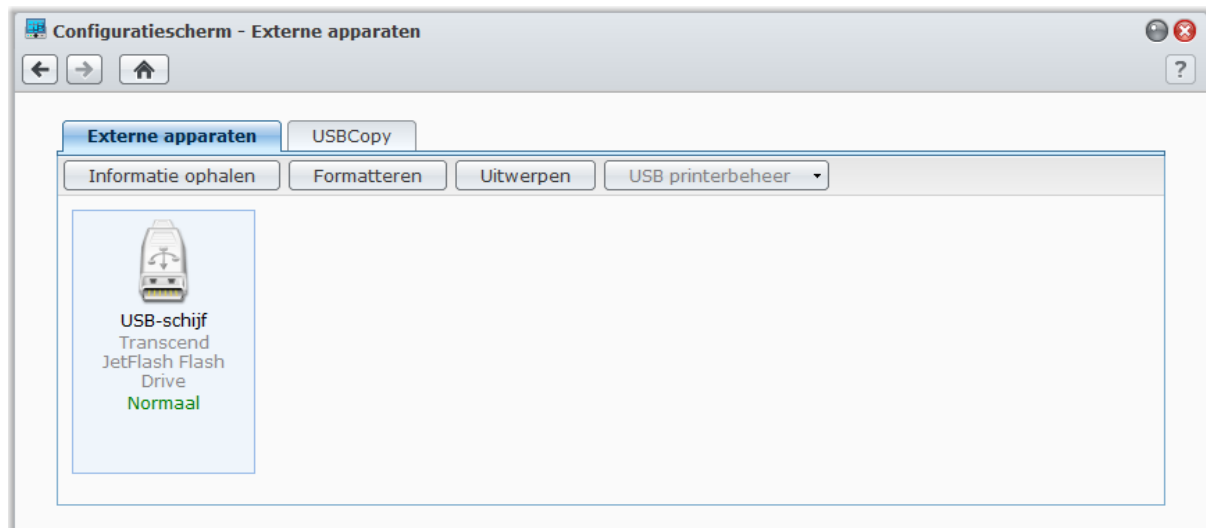 Configuratiescherm - Externe apparaten
?
Externe apparaten USBCopy
Informatie ophalen Formatteren Uitwerpen USB printerbeheer
USB-schijf
Transcend
JetFlash Flash
Drive
Normaal